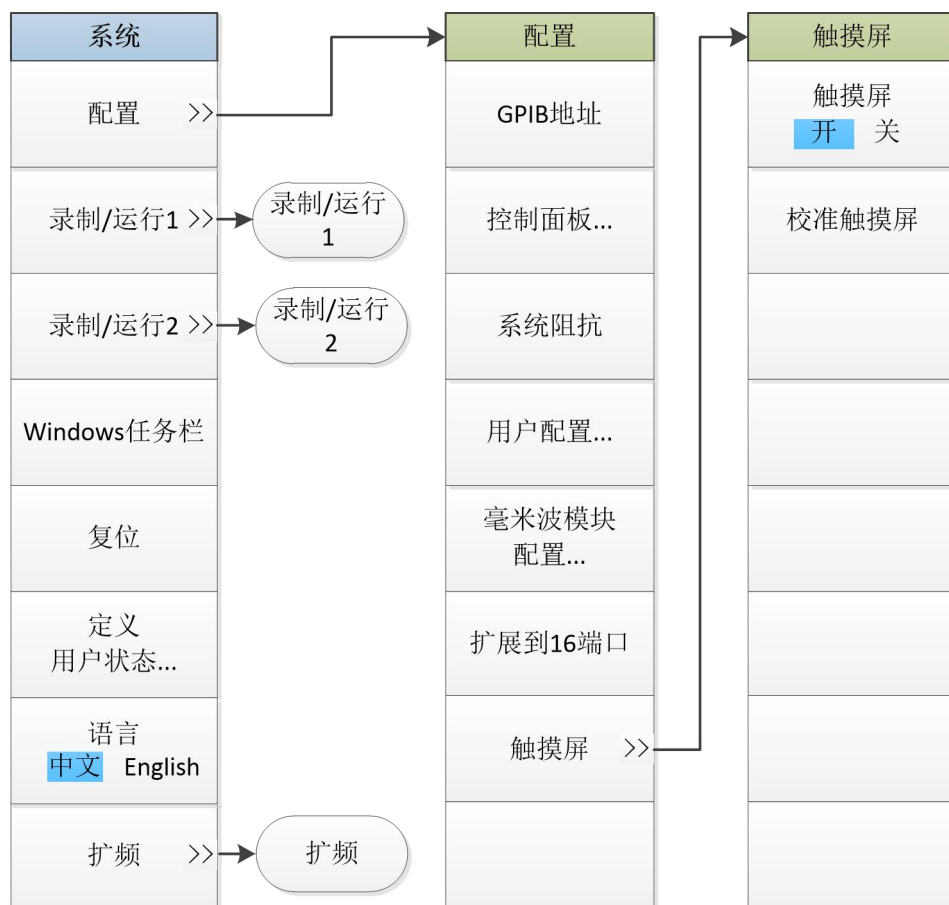 系统
配置 >>
录制/运行1 >>
录制/运行2 >>
Windows任务栏
复位
定义
用户状态...
语言
中文 English
扩频 >>
录制/运行
1
录制/运行
2
扩频
配置
GPIB地址
控制面板...
系统阻抗
用户配置...
毫米波模块
配置...
扩展到16端口
触摸屏 >>
触摸屏
触摸屏
开 关
校准触摸屏